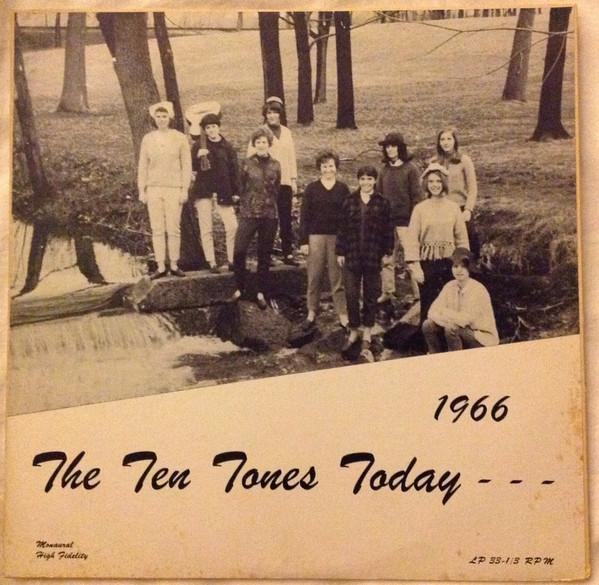 1966
The Ten Tones Today - - -
Monaural
High Fidelity
LP 33-1/3 RPM